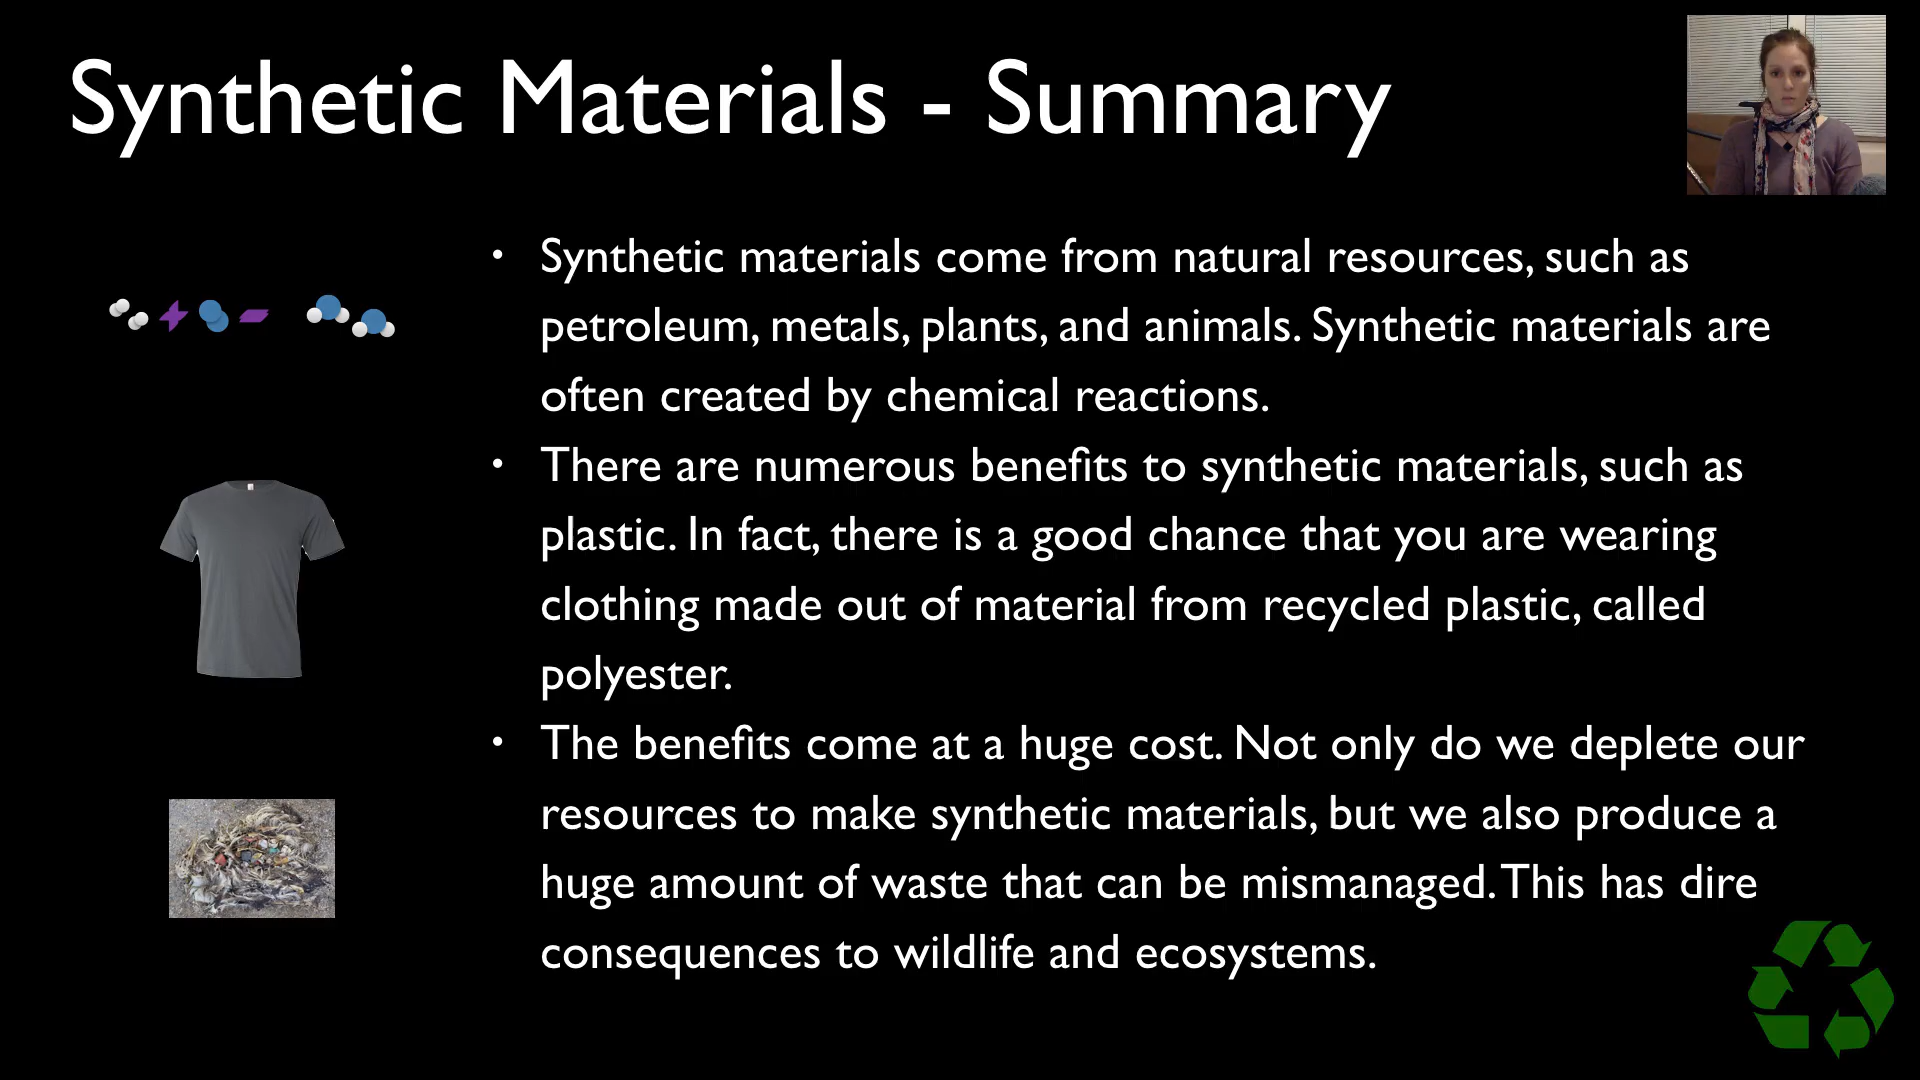 Synthetic Materials - Summary
• Synthetic materials come from natural resources, such as
petroleum, metals, plants, and animals. Synthetic materials are
often created by chemical reactions.
• There are numerous benefits to synthetic materials, such as
plastic. In fact, there is a good chance that you are wearing
clothing made out of material from recycled plastic, called
polyester.
• The benefits come at a huge cost. Not only do we deplete our
resources to make synthetic materials, but we also produce a
huge amount of waste that can be mismanaged. This has dire
consequences to wildlife and ecosystems.